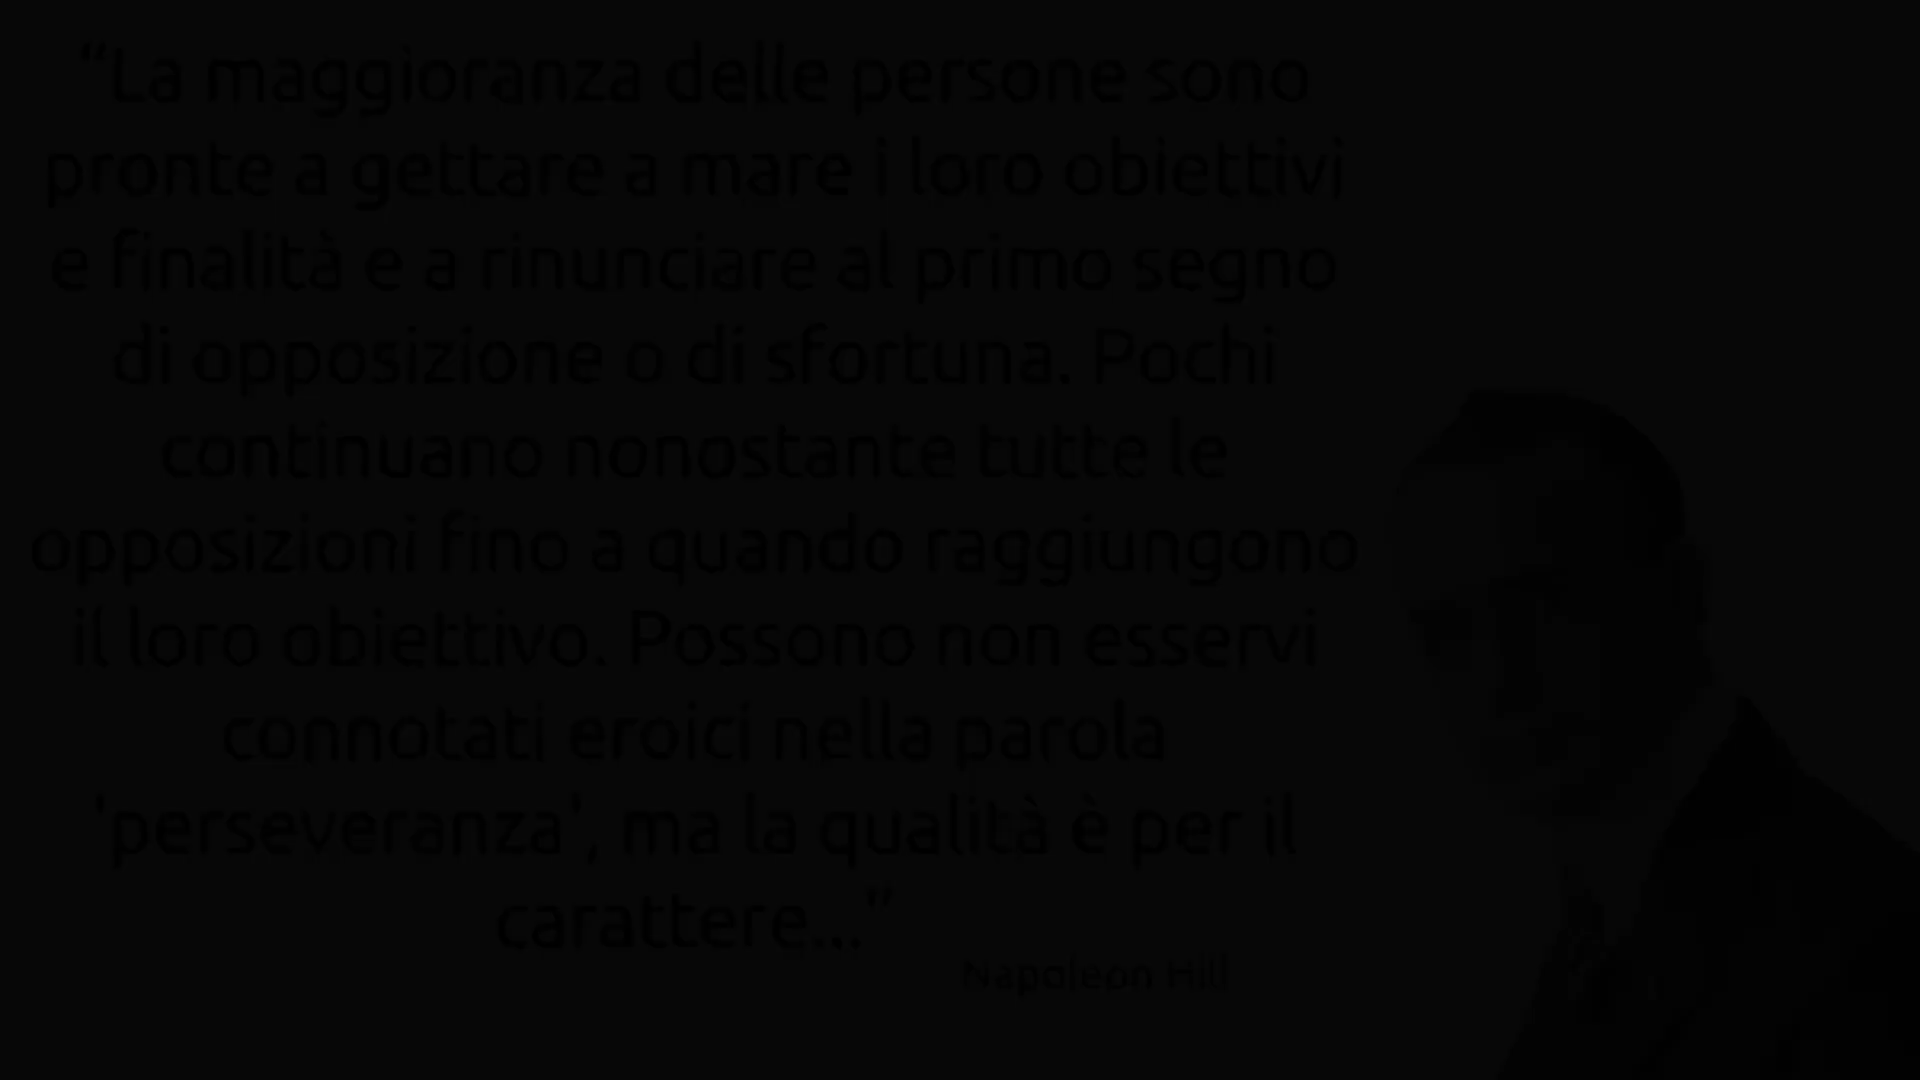 “La maggioranza delle persone sono
pronte a gettare a mare i loro obiettivi
e finalità e a rinunciare al primo segno
di opposizione o di sfortuna. Pochi
continuano nonostante tutte le
opposizioni fino a quando raggiungono
il loro obiettivo. Possono non esservi
connotati eroici nella parola
'perseveranza', ma la qualità è per il
carattere...”
Napoleon Hill